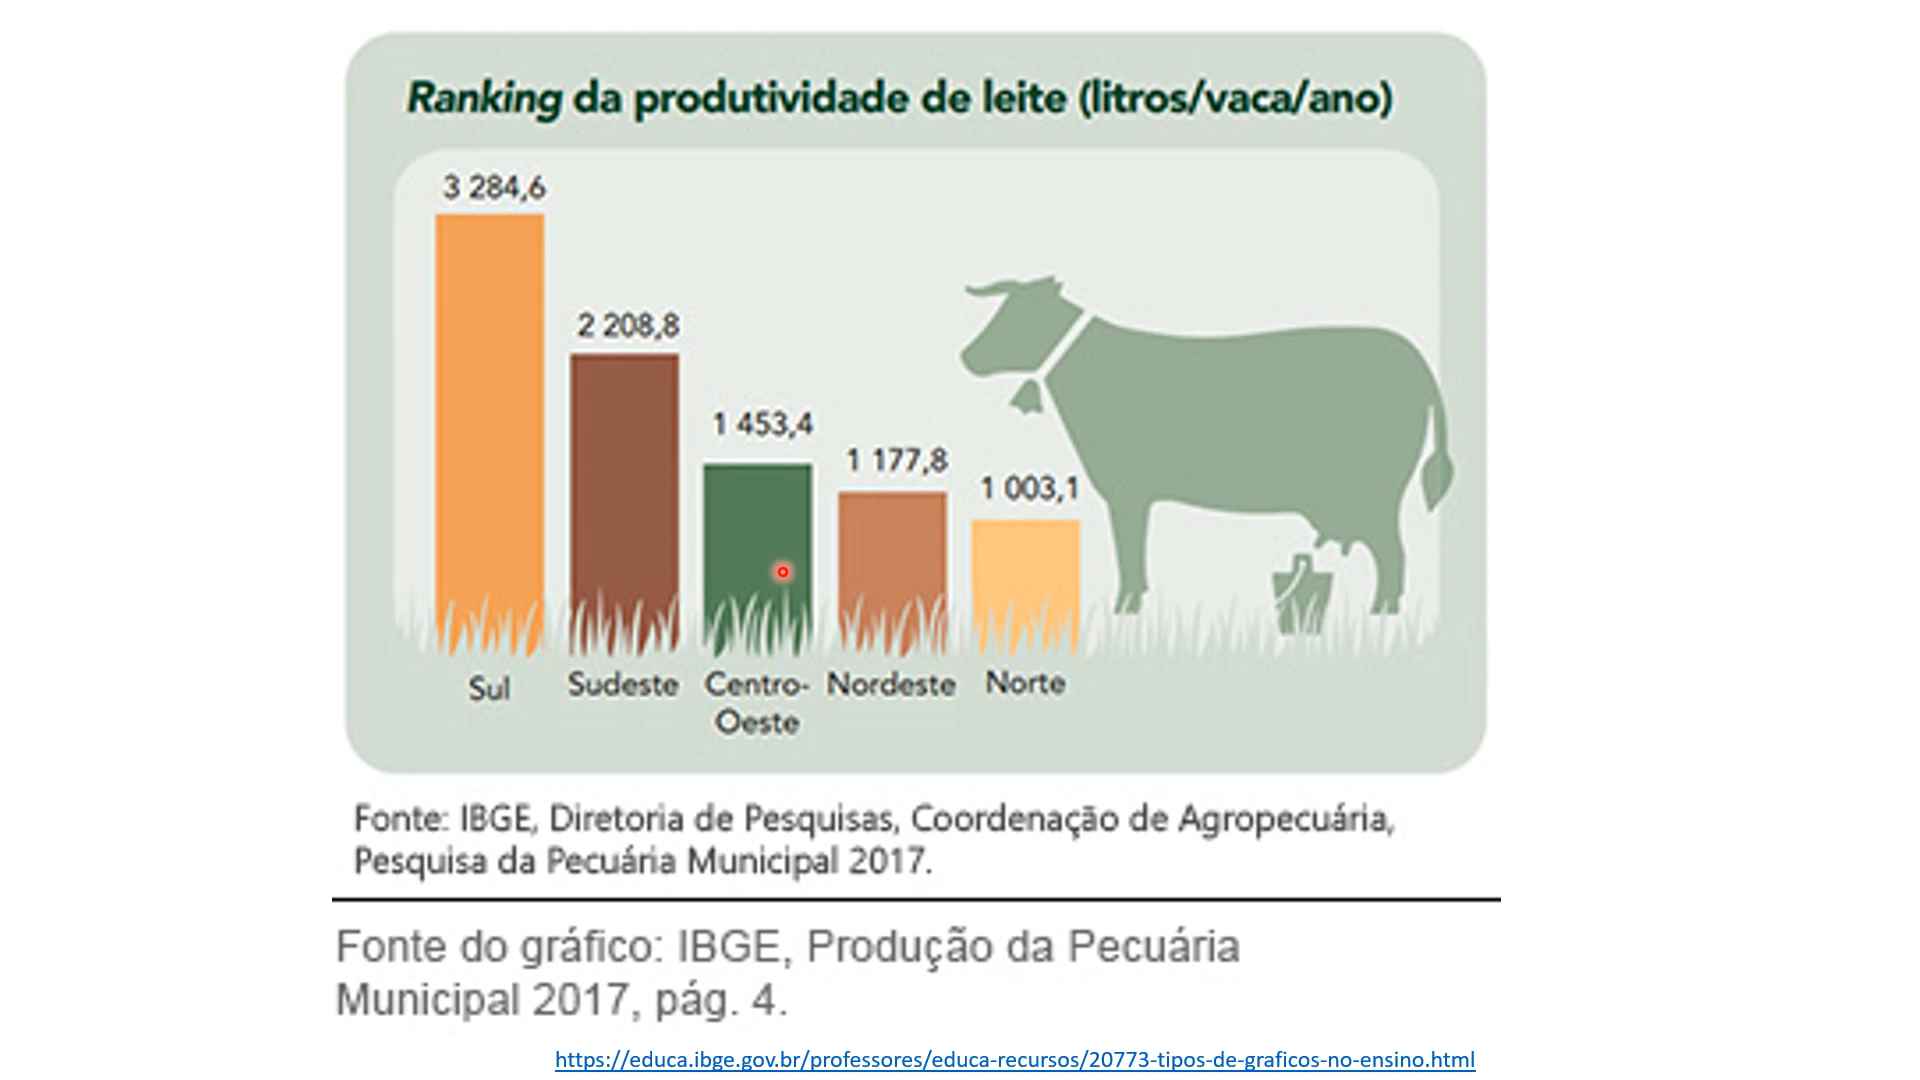 Ranking da produtividade de leite (litros/vaca/ano)
3 284,6
2 208,8
1 453,4
1 177,8
1 003,1
Sul
Sudeste
Centro-
Oeste
Nordeste
Norte
Fonte: IBGE, Diretoria de Pesquisas, Coordenação de Agropecuária,
Pesquisa da Pecuária Municipal 2017.
Fonte do gráfico: IBGE, Produção da Pecuária
Municipal 2017, pág. 4.
https://educa.ibge.gov.br/professores/educa-recursos/20773-tipos-de-graficos-no-ensino.html